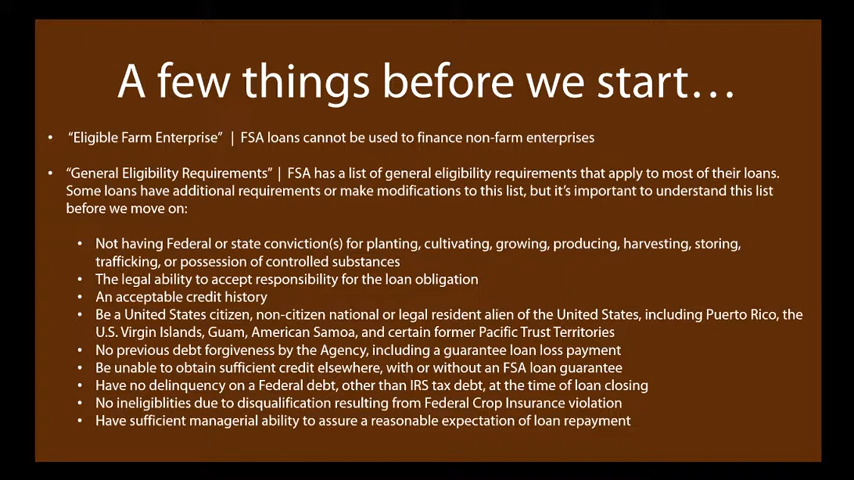 A few things before we start…
• “Eligible Farm Enterprise” | FSA loans cannot be used to finance non-farm enterprises
• “General Eligibility Requirements” | FSA has a list of general eligibility requirements that apply to most of their loans.
Some loans have additional requirements or make modifications to this list, but it’s important to understand this list
before we move on:
• Not having Federal or state conviction(s) for planting, cultivating, growing, producing, harvesting, storing,
trafficking, or possession of controlled substances
• The legal ability to accept responsibility for the loan obligation
• An acceptable credit history
• Be a United States citizen, non-citizen national or legal resident alien of the United States, including Puerto Rico, the
U.S. Virgin Islands, Guam, American Samoa, and certain former Pacific Trust Territories
• No previous debt forgiveness by the Agency, including a guarantee loan loss payment
• Be unable to obtain sufficient credit elsewhere, with or without an FSA loan guarantee
• Have no delinquency on a Federal debt, other than IRS tax debt, at the time of loan closing
• No ineligiblities due to disqualification resulting from Federal Crop Insurance violation
• Have sufficient managerial ability to assure a reasonable expectation of loan repayment